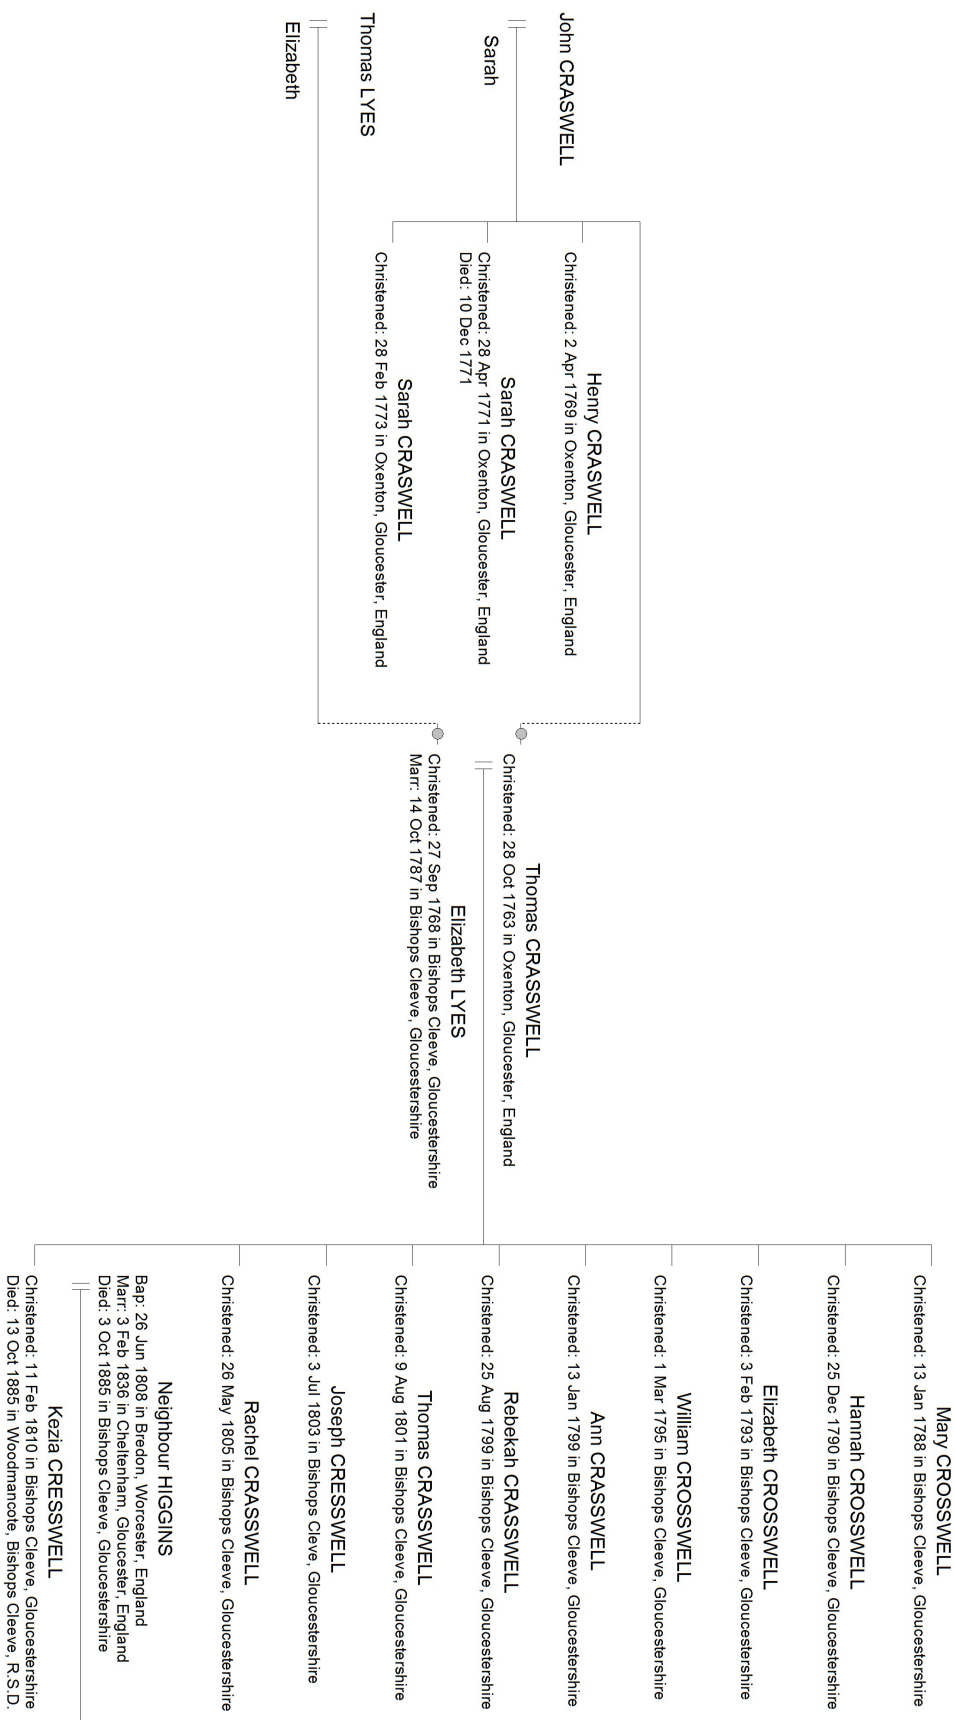 John CRASWELL
Sarah
Thomas LYES
Elizabeth
Henry CRASWELL
Christened: 2 Apr 1769 in Oxenton, Gloucester, England
Sarah CRASWELL
Christened: 28 Apr 1771 in Oxenton, Gloucester, England
Died: 10 Dec 1771
Sarah CRASWELL
Christened: 28 Feb 1773 in Oxenton, Gloucester, England
Thomas CRASSWELL
Christened: 28 Oct 1763 in Oxenton, Gloucester, England
Elizabeth LYES
Christened: 27 Sep 1768 in Bishops Cleeve, Gloucestershire
Marr: 14 Oct 1787 in Bishops Cleeve, Gloucestershire
Mary CROSSWELL
Christened: 13 Jan 1788 in Bishops Cleeve, Gloucestershire
Hannah CROSSWELL
Christened: 25 Dec 1790 in Bishops Cleeve, Gloucestershire
Elizabeth CROSSWELL
Christened: 3 Feb 1793 in Bishops Cleeve, Gloucestershire
William CROSSWELL
Christened: 1 Mar 1795 in Bishops Cleeve, Gloucestershire
Ann CRASSWELL
Christened: 13 Jan 1799 in Bishops Cleeve, Gloucestershire
Rebekah CRASSWELL
Christened: 25 Aug 1799 in Bishops Cleeve, Gloucestershire
Thomas CRASSWELL
Christened: 9 Aug 1801 in Bishops Cleeve, Gloucestershire
Joseph CRESSWELL
Christened: 3 Jul 1803 in Bishops Cleve, Gloucestershire
Rachel CRASSWELL
Christened: 26 May 1805 in Bishops Cleeve, Gloucestershire
Neighbour HIGGINS
Bap: 26 Jun 1808 in Bredon, Worcester, England
Marr: 3 Feb 1836 in Cheltenham, Gloucester, England
Died: 3 Oct 1885 in Bishops Cleeve, Gloucestershire
Kezia CRESSWELL
Christened: 11 Feb 1810 in Bishops Cleeve, Gloucestershire
Died: 13 Oct 1885 in Woodmancote, Bishops Cleeve, R.S.D.